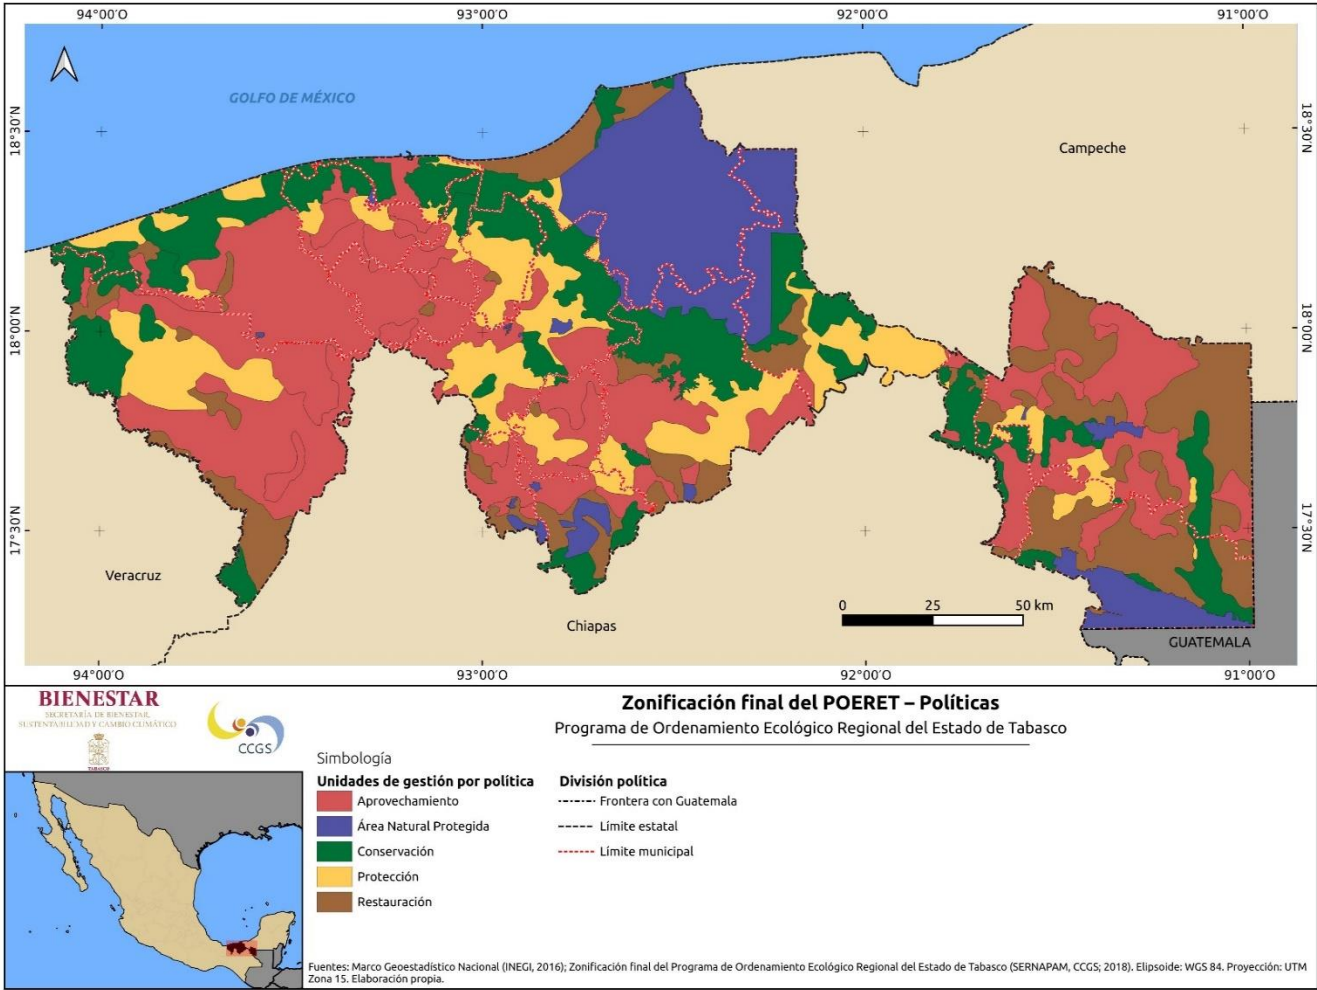 94°00'O 93°00'O 92°00'O 91°00'O
GOLFO DE MÉXICO
18°30'N 18°30'N
Campeche
18°00'N 18°00'N
17°30'N 17°30'N
Veracruz
0 25 50 km
Chiapas
GUATEMALA
94°00'O 93°00'O 92°00'O 91°00'O
BIENESTAR
SECRETARÍA DE BIENESTAR,
SUSTENTABILIDAD Y CAMBIO CLIMÁTICO
TABASCO
CCGS
Zonificación final del POERET – Políticas
Programa de Ordenamiento Ecológico Regional del Estado de Tabasco
Simbología
Unidades de gestión por política
Aprovechamiento
Área Natural Protegida
Conservación
Protección
Restauración
División política
Frontera con Guatemala
Límite estatal
Límite municipal
Fuentes: Marco Geoestadístico Nacional (INEGI, 2016); Zonificación final del Programa de Ordenamiento Ecológico Regional del Estado de Tabasco (SERNAPAM, CCGS; 2018). Elipsoide: WGS 84. Proyección: UTM
Zona 15. Elaboración propia.